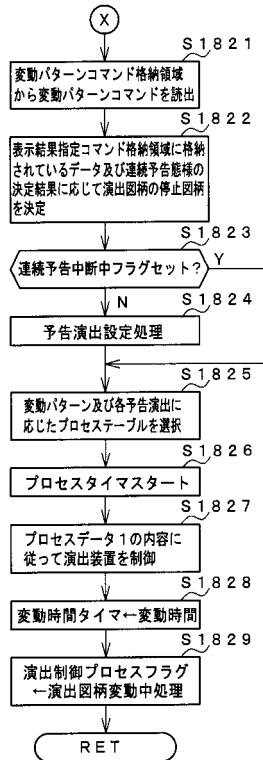 X
S1821
変動パターンコマンド格納領域
から変動パターンコマンドを読出
S1822
表示結果指定コマンド格納領域に格納
されているデータ及び連続予告態様の
決定結果に応じて演出図柄の停止図柄
を決定
S1823
連続予告中断中フラグセット?
Y
N
S1824
予告演出設定処理
S1825
変動パターン及び各予告演出に
応じたプロセステーブルを選択
S1826
プロセスタイマスタート
S1827
プロセスデータ1の内容に
従って演出装置を制御
S1828
変動時間タイマ←変動時間
S1829
演出制御プロセスフラグ
←演出図柄変動中処理
RET